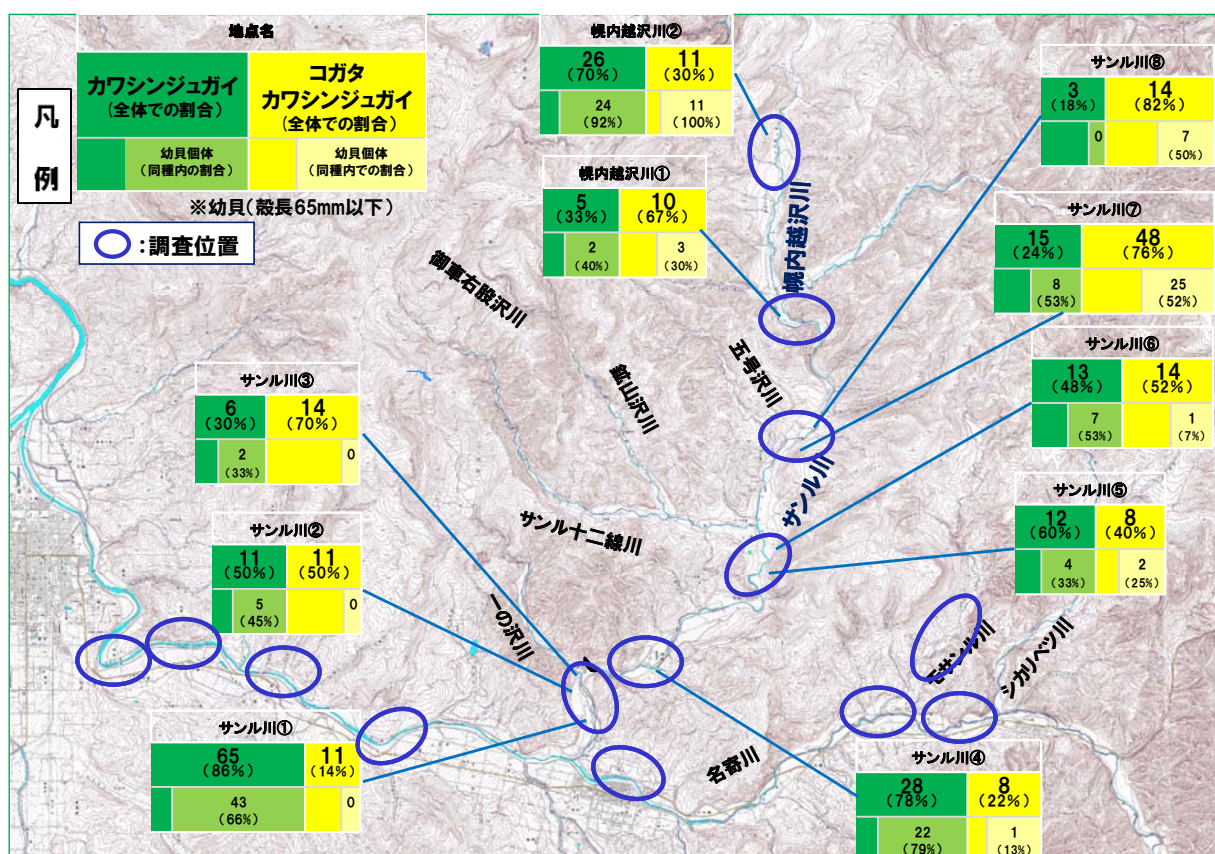 地点名
凡
例
カワシンジュガイ
(全体での割合)
コガタ
カワシンジュガイ
(全体での割合)
幼貝個体
(同種内の割合)
幼貝個体
(同種内での割合)
※幼貝(殻長65mm以下)
:調査位置
幌内越沢川②
26
(70%)
11
(30%)
24
(92%)
11
(100%)
サンル川⑧
3
(18%)
14
(82%)
0
7
(50%)
幌内越沢川①
5
(33%)
10
(67%)
2
(40%)
3
(30%)
サンル川⑦
15
(24%)
48
(76%)
8
(53%)
25
(52%)
サンル川⑥
13
(48%)
14
(52%)
7
(53%)
1
(7%)
サンル川③
6
(30%)
14
(70%)
2
(33%)
0
サンル川⑤
12
(60%)
8
(40%)
4
(33%)
2
(25%)
サンル川②
11
(50%)
11
(50%)
5
(45%)
0
サンル川①
65
(86%)
11
(14%)
43
(66%)
0
サンル川④
28
(78%)
8
(22%)
22
(79%)
1
(13%)
幌内越沢川
御車右股沢川
五号沢川
鉱山沢川
サンル川
サンル十二線川
一の沢川
モサンル川
シカリベツ川
名寄川